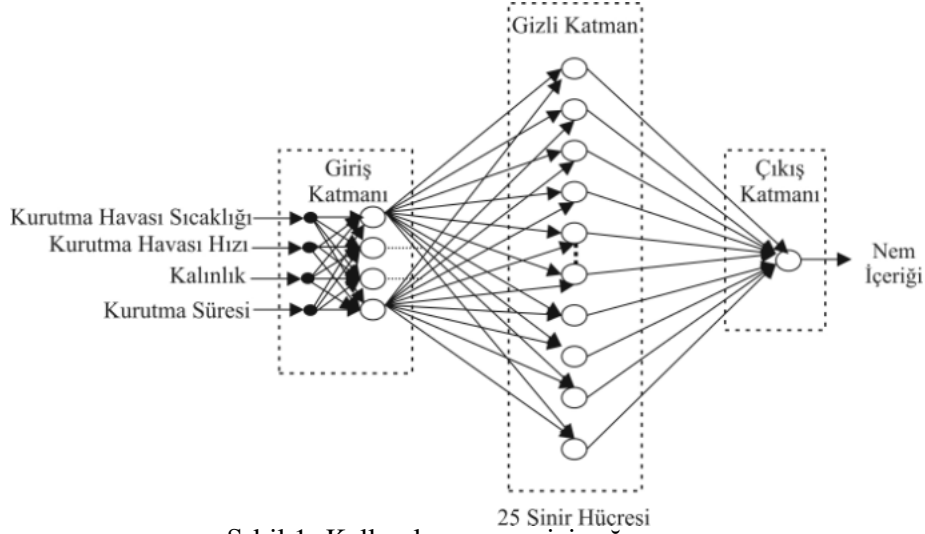 Gizli Katman
Giriş
Katmanı
Çıkış
Katmanı
Kurutma Havası Sıcaklığı
Kurutma Havası Hızı
Kalınlık
Kurutma Süresi
Nem
İçeriği
25 Sinir Hücresi